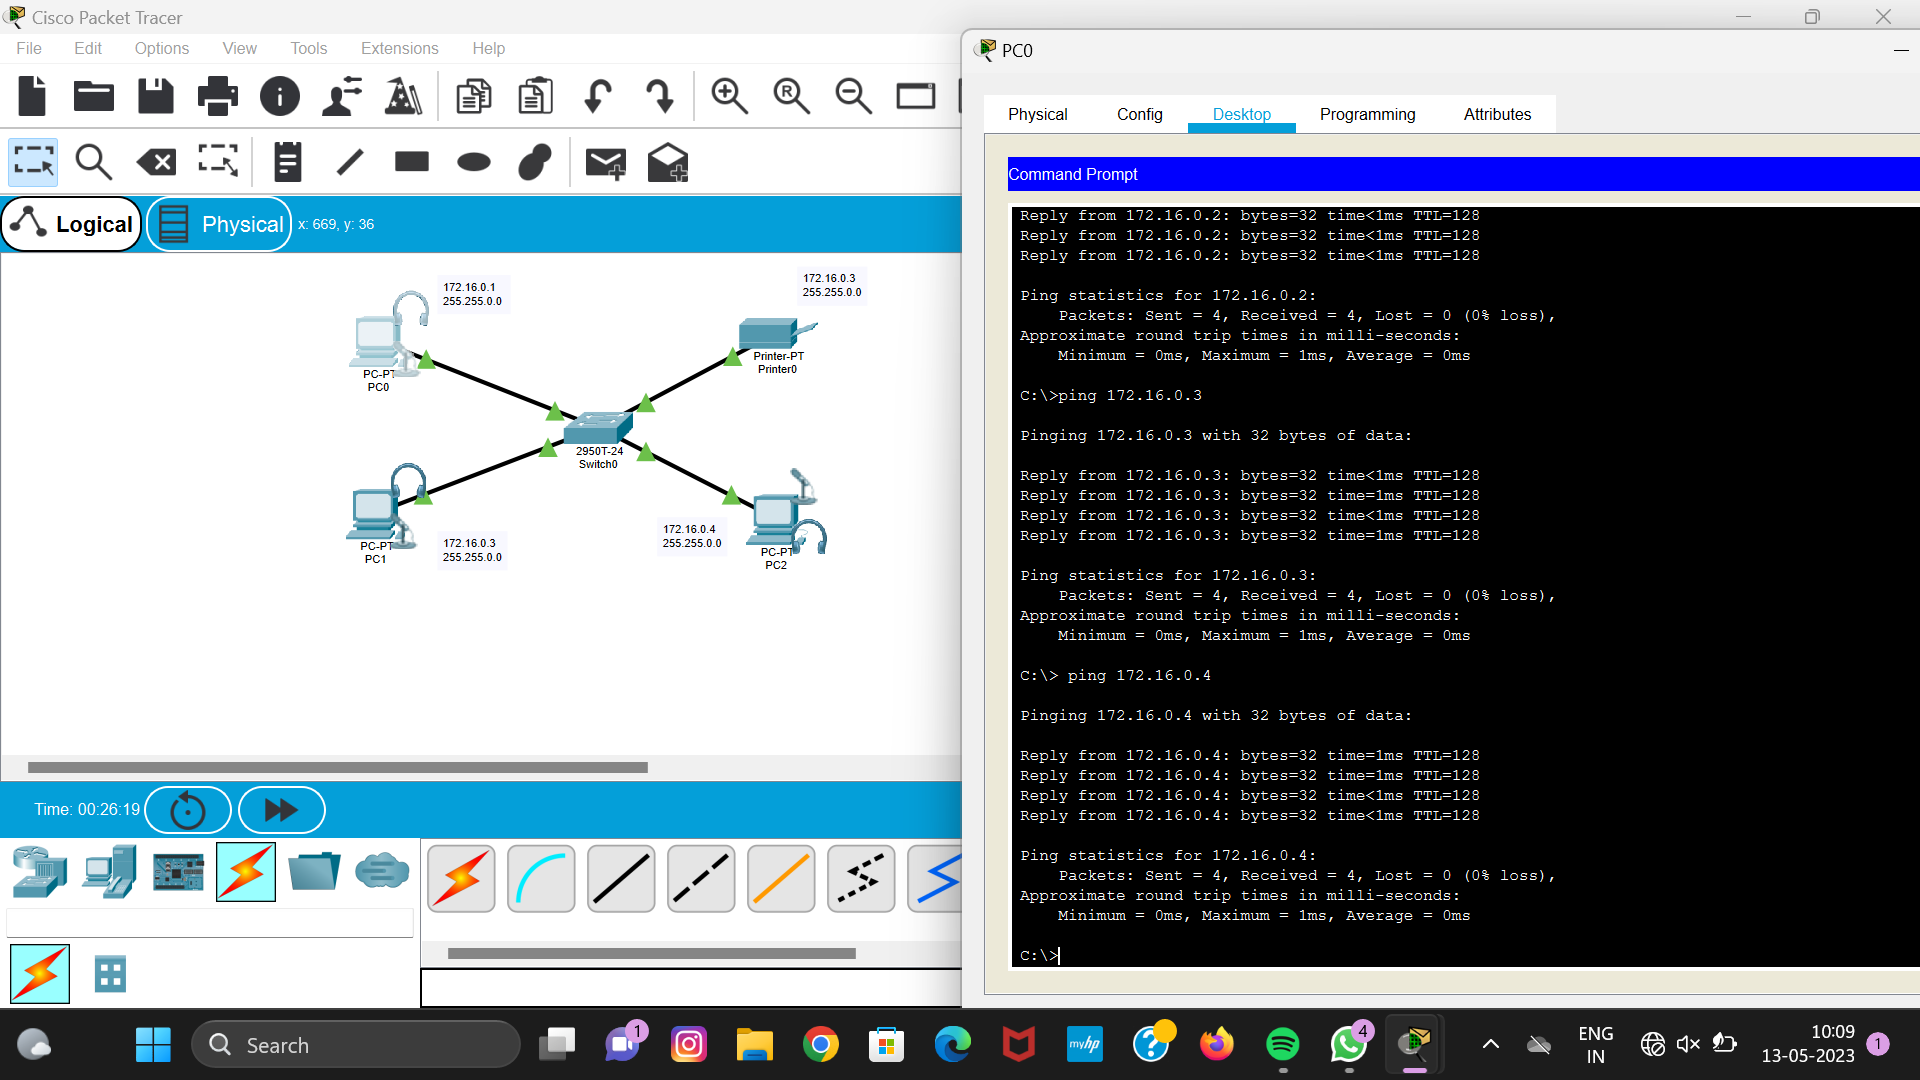 Cisco Packet Tracer
File Edit Options View Tools Extensions Help
Logical Physical x: 669, y: 36
172.16.0.1
255.255.0.0
172.16.0.3
255.255.0.0
PC-PT
PC0
Printer-PT
Printer0
2950T-24
Switch0
PC-PT
PC1
172.16.0.3
255.255.0.0
172.16.0.4
255.255.0.0
PC-PT
PC2
Time: 00:26:19
PC0
Physical Config Desktop Programming Attributes
Command Prompt
Reply from 172.16.0.2: bytes=32 time<1ms TTL=128
Reply from 172.16.0.2: bytes=32 time<1ms TTL=128
Reply from 172.16.0.2: bytes=32 time<1ms TTL=128
Ping statistics for 172.16.0.2:
Packets: Sent = 4, Received = 4, Lost = 0 (0% loss),
Approximate round trip times in milli-seconds:
Minimum = 0ms, Maximum = 1ms, Average = 0ms
C:\>ping 172.16.0.3
Pinging 172.16.0.3 with 32 bytes of data:
Reply from 172.16.0.3: bytes=32 time<1ms TTL=128
Reply from 172.16.0.3: bytes=32 time=1ms TTL=128
Reply from 172.16.0.3: bytes=32 time<1ms TTL=128
Reply from 172.16.0.3: bytes=32 time=1ms TTL=128
Ping statistics for 172.16.0.3:
Packets: Sent = 4, Received = 4, Lost = 0 (0% loss),
Approximate round trip times in milli-seconds:
Minimum = 0ms, Maximum = 1ms, Average = 0ms
C:\> ping 172.16.0.4
Pinging 172.16.0.4 with 32 bytes of data:
Reply from 172.16.0.4: bytes=32 time=1ms TTL=128
Reply from 172.16.0.4: bytes=32 time=1ms TTL=128
Reply from 172.16.0.4: bytes=32 time<1ms TTL=128
Reply from 172.16.0.4: bytes=32 time<1ms TTL=128
Ping statistics for 172.16.0.4:
Packets: Sent = 4, Received = 4, Lost = 0 (0% loss),
Approximate round trip times in milli-seconds:
Minimum = 0ms, Maximum = 1ms, Average = 0ms
C:\>
Search
1
myhp
4
ENG
IN
10:09
13-05-2023
1